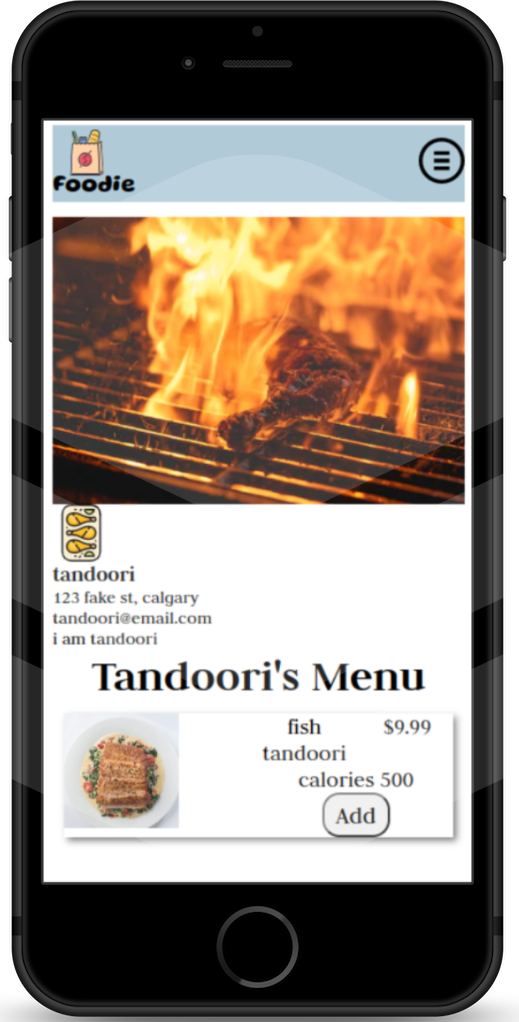 Foodie
tandoori
123 fake st, calgary
tandoori@email.com
i am tandoori
Tandoori's Menu
fish $9.99
tandoori
calories 500
Add